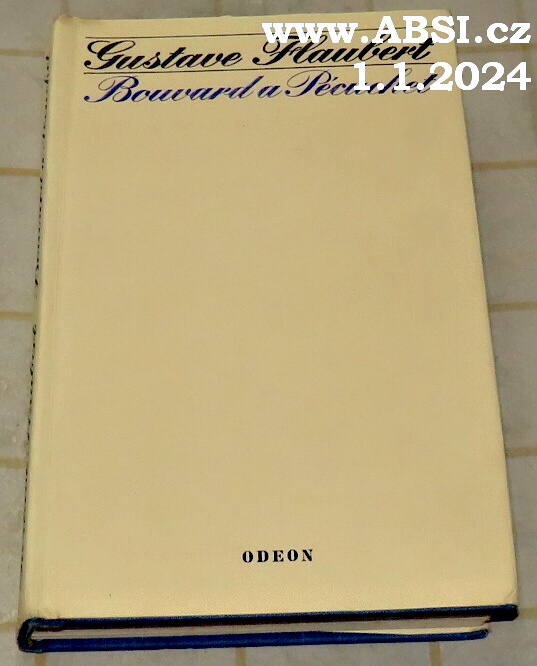 www.ABSI.cz
Gustave Flaubert
1.1.2024
Bouvard a Pécuchet
ODEON